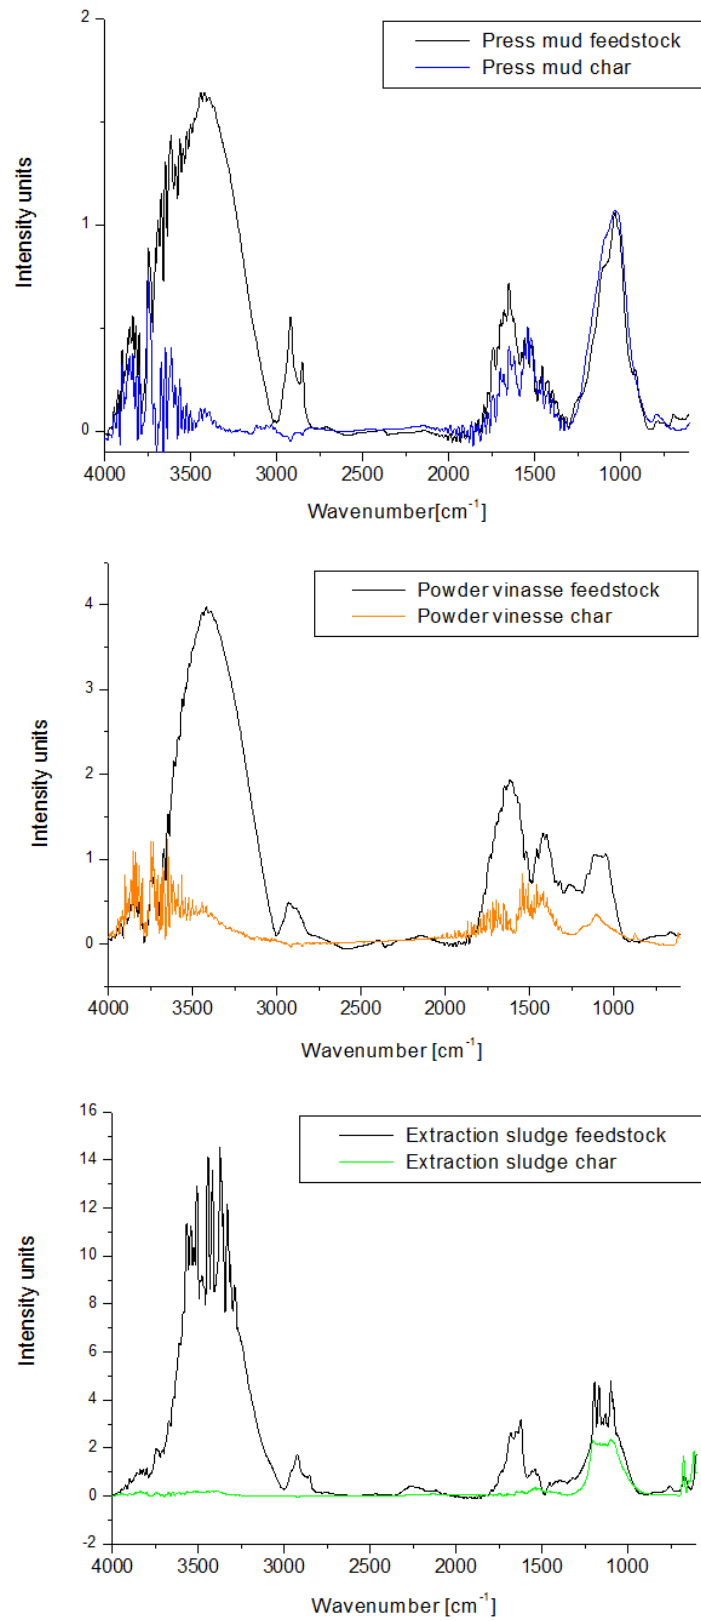 2
Press mud feedstock
Press mud char
1
0
Intensity units
4000 3500 3000 2500 2000 1500 1000
Wavenumber[cm⁻¹]
Powder vinasse feedstock
Powder vinesse char
4
3
2
1
0
Intensity units
4000 3500 3000 2500 2000 1500 1000
Wavenumber [cm⁻¹]
16
Extraction sludge feedstock
Extraction sludge char
14
12
10
8
6
4
2
0
-2
Intensity units
4000 3500 3000 2500 2000 1500 1000
Wavenumber [cm⁻¹]